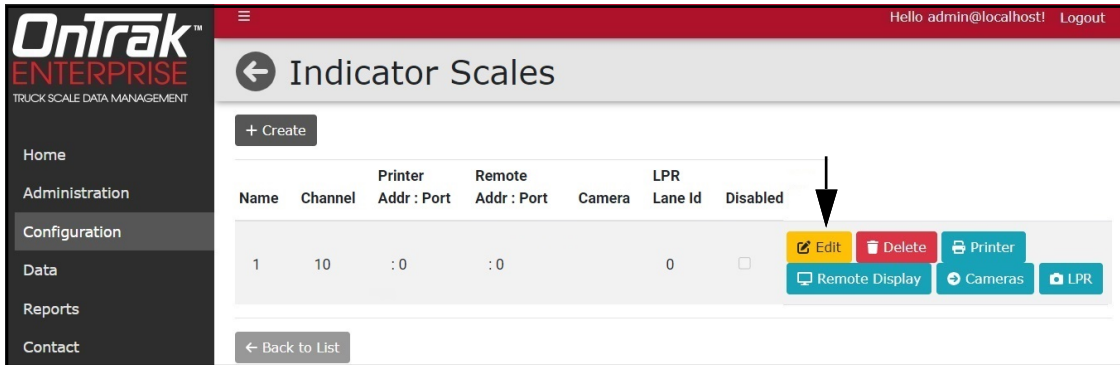 OnTrak™
ENTERPRISE
TRUCK SCALE DATA MANAGEMENT
Home
Administration
Configuration
Data
Reports
Contact
Hello admin@localhost! Logout
Indicator Scales
+ Create
Name Channel Printer Addr : Port Remote Addr : Port Camera LPR Lane Id Disabled
1 10 : 0 : 0 0
Edit Delete Printer
Remote Display Cameras LPR
← Back to List